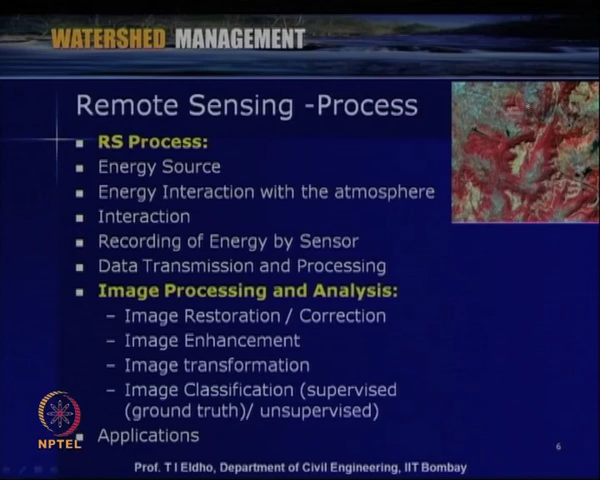 WATERSHED MANAGEMENT
Remote Sensing -Process
RS Process:
Energy Source
Energy Interaction with the atmosphere
Interaction
Recording of Energy by Sensor
Data Transmission and Processing
Image Processing and Analysis:
– Image Restoration / Correction
– Image Enhancement
– Image transformation
– Image Classification (supervised
(ground truth)/ unsupervised)
Applications
NPTEL
6
Prof. T I Eldho, Department of Civil Engineering, IIT Bombay